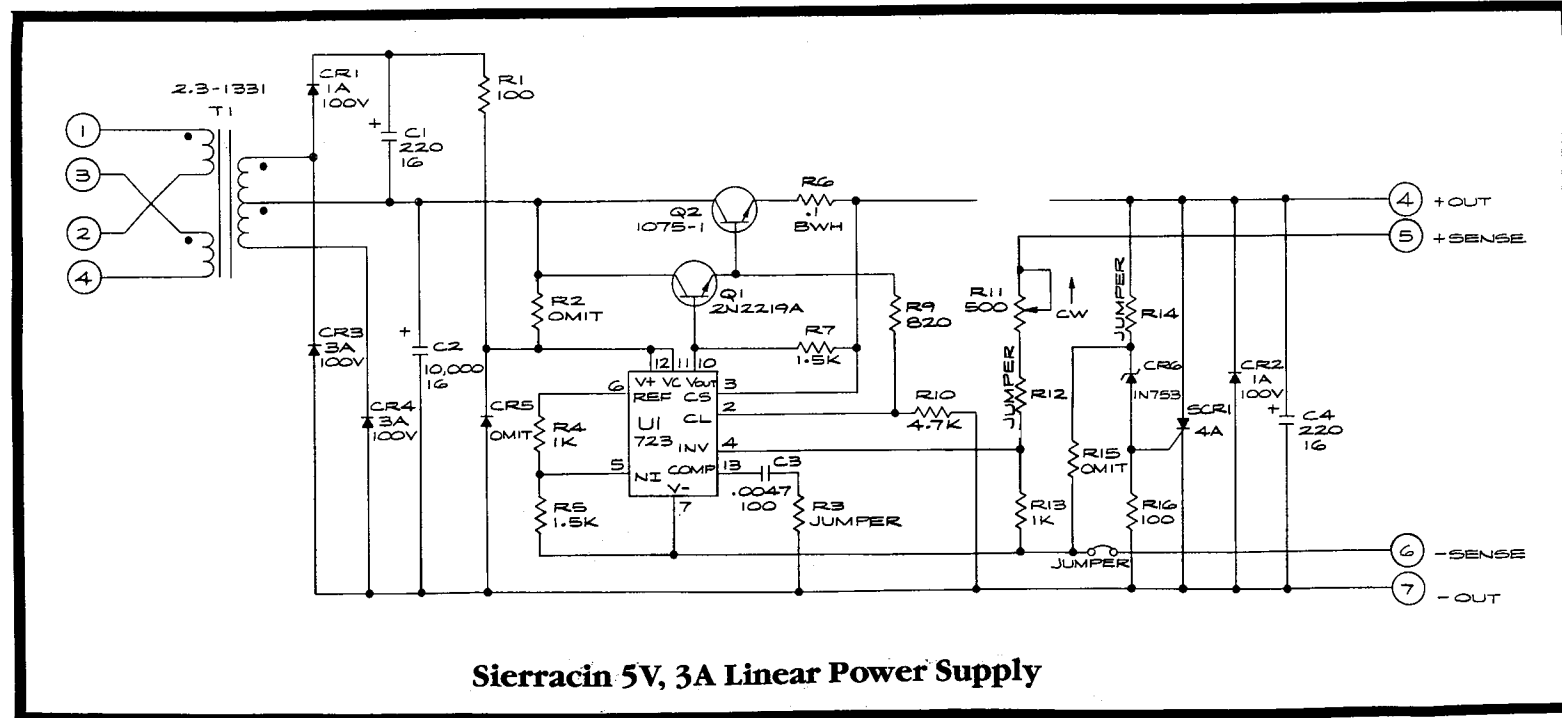 2.3-1331
T1
1
3
2
4
CR1
1A
100V
+
C1
220
16
R1
100
CR3
3A
100V
+
C2
10,000
16
CR4
3A
100V
CR5
OMIT
R2
OMIT
Q2
1075-1
R6
.1
8WH
Q1
2N2219A
R7
1.5K
R9
820
R10
4.7K
12 11 10
V+ VC VOUT
6 REF CS 3
U1
723
CL 2
INV 4
5 NI COMP 13
V-
7
R4
1K
R5
1.5K
C3
.0047
100
R3
JUMPER
R11
500
CW
JUMPER
R12
R13
1K
JUMPER
R14
CR6
1N753
R15
OMIT
R16
100
JUMPER
SCR1
4A
CR2
1A
100V
+
C4
220
16
4 +OUT
5 +SENSE
6 -SENSE
7 -OUT
Sierracin 5V, 3A Linear Power Supply